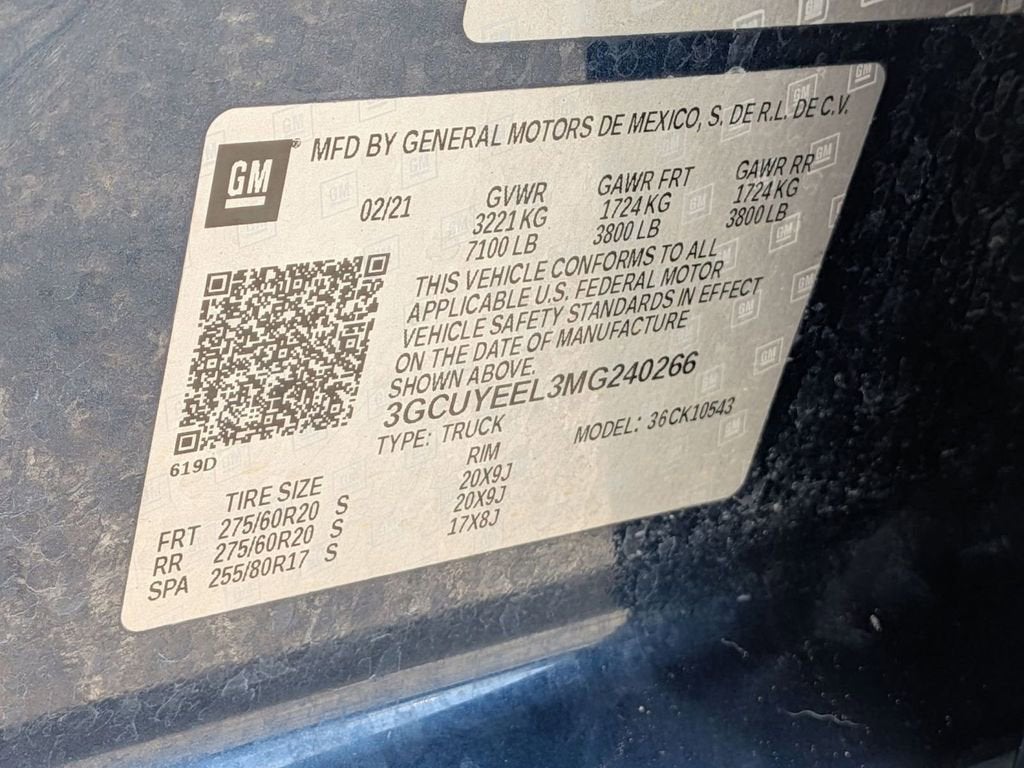 GM® MFD BY GENERAL MOTORS DE MEXICO, S. DE R.L. DE C.V.
02/21 GVWR GAWR FRT GAWR RR
3221 KG 1724 KG 1724 KG
7100 LB 3800 LB 3800 LB
THIS VEHICLE CONFORMS TO ALL
APPLICABLE U.S. FEDERAL MOTOR
VEHICLE SAFETY STANDARDS IN EFFECT
ON THE DATE OF MANUFACTURE
SHOWN ABOVE.
3GCUYEEL3MG240266
619D TYPE: TRUCK MODEL: 36CK10543
TIRE SIZE RIM
FRT 275/60R20 S 20X9J
RR 275/60R20 S 20X9J
SPA 255/80R17 S 17X8J